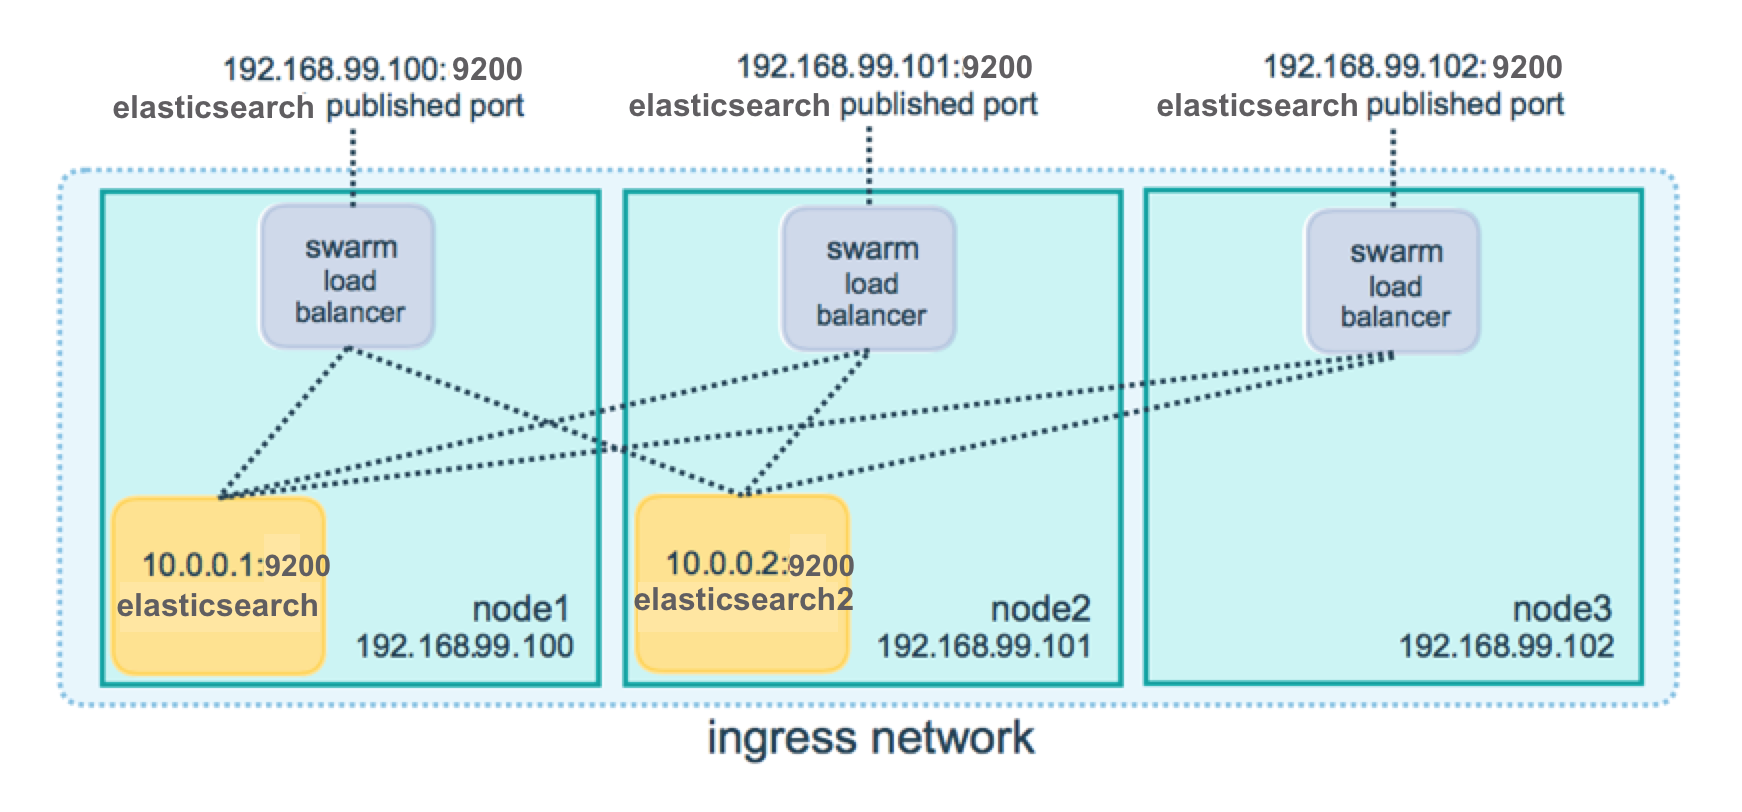 192.168.99.100: 9200
elasticsearch published port
192.168.99.101:9200
elasticsearch published port
192.168.99.102: 9200
elasticsearch published port
swarm
load
balancer
swarm
load
balancer
swarm
load
balancer
10.0.0.1:9200
elasticsearch
node1
192.168.99.100
10.0.0.2:9200
elasticsearch2
node2
192.168.99.101
node3
192.168.99.102
ingress network